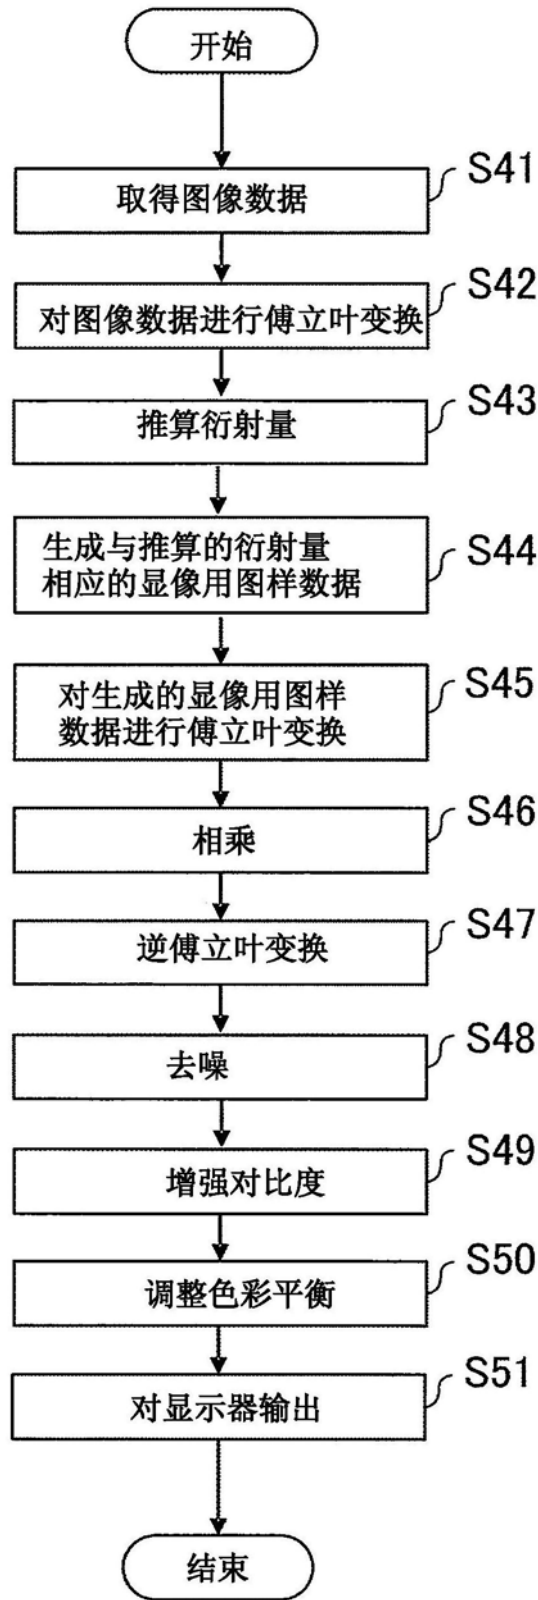 开始
S41
取得图像数据
S42
对图像数据进行傅立叶变换
S43
推算衍射量
S44
生成与推算的衍射量
相应的显像用图样数据
S45
对生成的显像用图样
数据进行傅立叶变换
S46
相乘
S47
逆傅立叶变换
S48
去噪
S49
增强对比度
S50
调整色彩平衡
S51
对显示器输出
结束